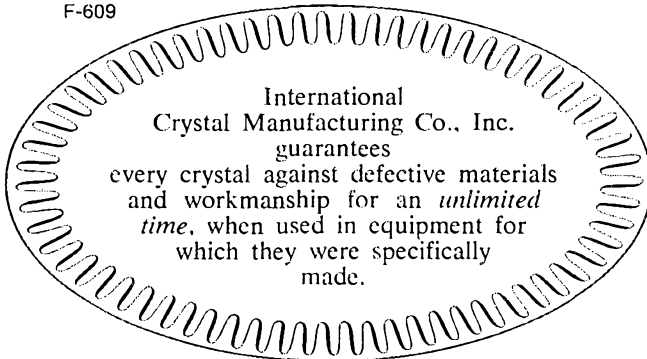 F-609
International
Crystal Manufacturing Co., Inc.
guarantees
every crystal against defective materials
and workmanship for an unlimited
time, when used in equipment for
which they were specifically
made.